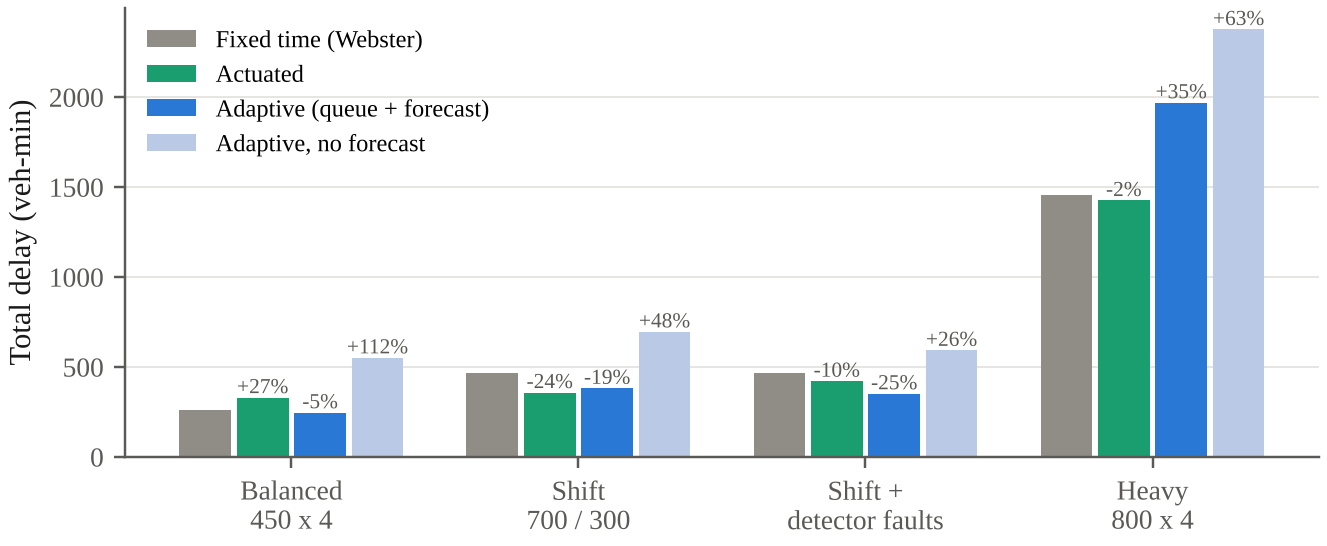 Fixed time (Webster)
Actuated
Adaptive (queue + forecast)
Adaptive, no forecast
Total delay (veh-min)
2000
1500
1000
500
0
+27%
-5%
+112%
-24%
-19%
+48%
-10%
-25%
+26%
-2%
+35%
+63%
Balanced
450 x 4
Shift
700 / 300
Shift +
detector faults
Heavy
800 x 4